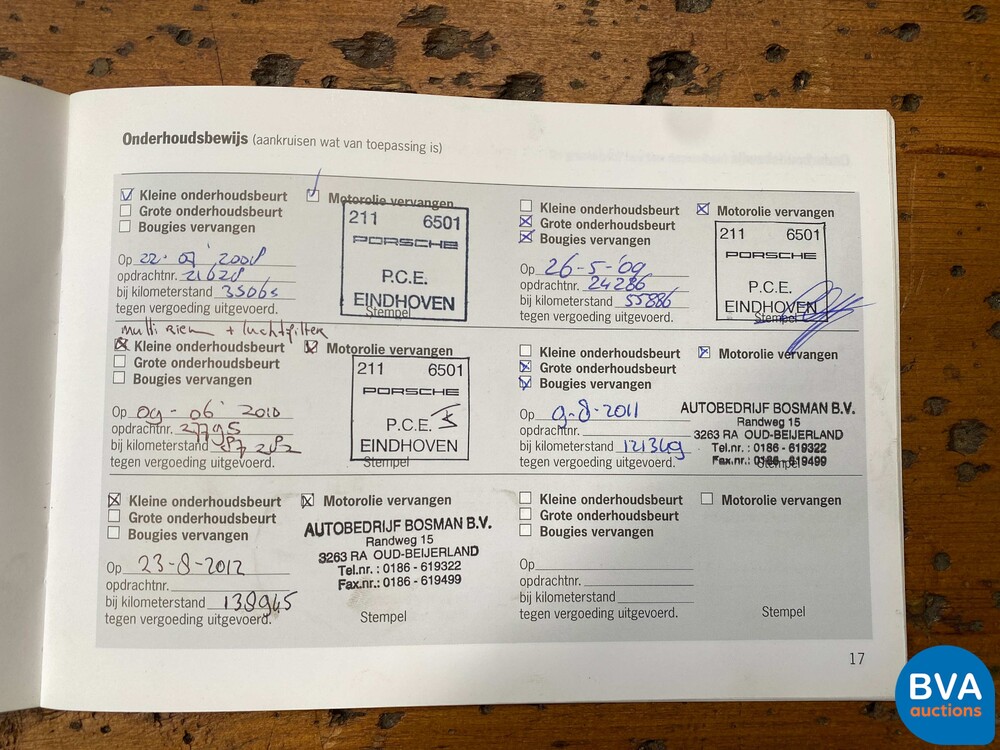 Onderhoudsbewijs (aankruisen wat van toepassing is)
Kleine onderhoudsbeurt
Grote onderhoudsbeurt
Bougies vervangen
Motorolie vervangen
211 6501
PORSCHE
P.C.E.
EINDHOVEN
Op
opdrachtnr. 21628
bij kilometerstand 35065
tegen vergoeding uitgevoerd.
Stempel
Kleine onderhoudsbeurt
Grote onderhoudsbeurt
Bougies vervangen
Motorolie vervangen
211 6501
PORSCHE
P.C.E.
EINDHOVEN
Op 26-5-'09
opdrachtnr. 24286
bij kilometerstand 55886
tegen vergoeding uitgevoerd.
Stempel
multi riem + luchtfilter
Kleine onderhoudsbeurt
Grote onderhoudsbeurt
Bougies vervangen
Motorolie vervangen
211 6501
PORSCHE
P.C.E.
EINDHOVEN
Op 09-06 2010
opdrachtnr. 27795
bij kilometerstand 87282
tegen vergoeding uitgevoerd.
Stempel
Kleine onderhoudsbeurt
Grote onderhoudsbeurt
Bougies vervangen
Motorolie vervangen
Op 9-8-2011
opdrachtnr.
bij kilometerstand 121349
tegen vergoeding uitgevoerd.
AUTOBEDRIJF BOSMAN B.V.
Randweg 15
3263 RA OUD-BEIJERLAND
Tel.nr.: 0186 - 619322
Fax.nr.: 0186 - 619499
Stempel
Kleine onderhoudsbeurt
Grote onderhoudsbeurt
Bougies vervangen
Motorolie vervangen
AUTOBEDRIJF BOSMAN B.V.
Randweg 15
3263 RA OUD-BEIJERLAND
Tel.nr.: 0186 - 619322
Fax.nr.: 0186 - 619499
Op 23-8-2012
opdrachtnr.
bij kilometerstand 138945
tegen vergoeding uitgevoerd.
Stempel
Kleine onderhoudsbeurt
Grote onderhoudsbeurt
Bougies vervangen
Motorolie vervangen
Op
opdrachtnr.
bij kilometerstand
tegen vergoeding uitgevoerd.
Stempel
17
BVA
auctions